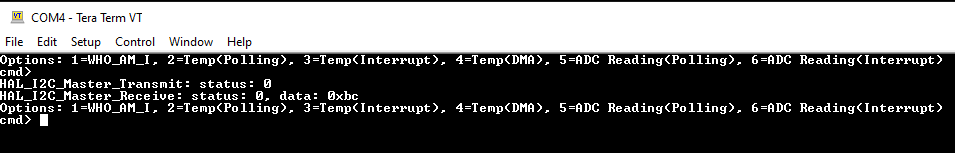 COM4 - Tera Term VT
File Edit Setup Control Window Help
Options: 1=WHO_AM_I, 2=Temp(Polling), 3=Temp(Interrupt), 4=Temp(DMA), 5=ADC Reading(Polling), 6=ADC Reading(Interrupt)
cmd>
HAL_I2C_Master_Transmit: status: 0
HAL_I2C_Master_Receive: status: 0, data: 0xbc
Options: 1=WHO_AM_I, 2=Temp(Polling), 3=Temp(Interrupt), 4=Temp(DMA), 5=ADC Reading(Polling), 6=ADC Reading(Interrupt)
cmd>